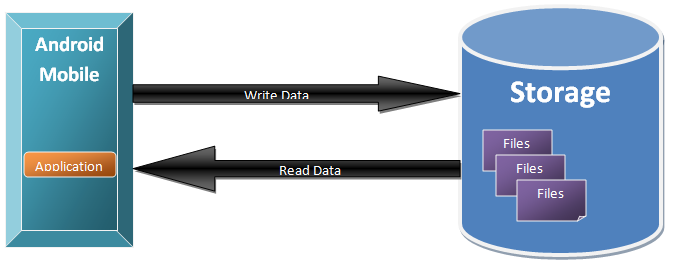 Android
Mobile
Application
Write Data
Read Data
Storage
Files
Files
Files